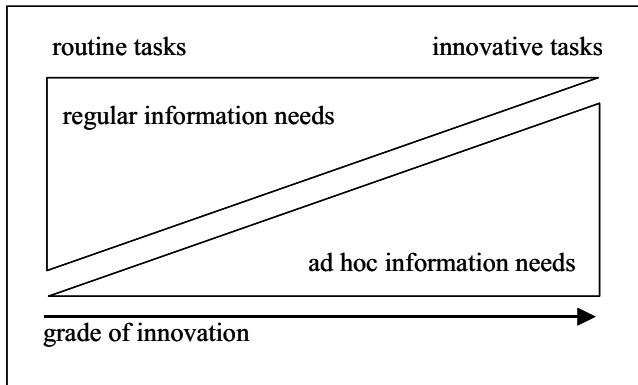 routine tasks
innovative tasks
regular information needs
ad hoc information needs
grade of innovation